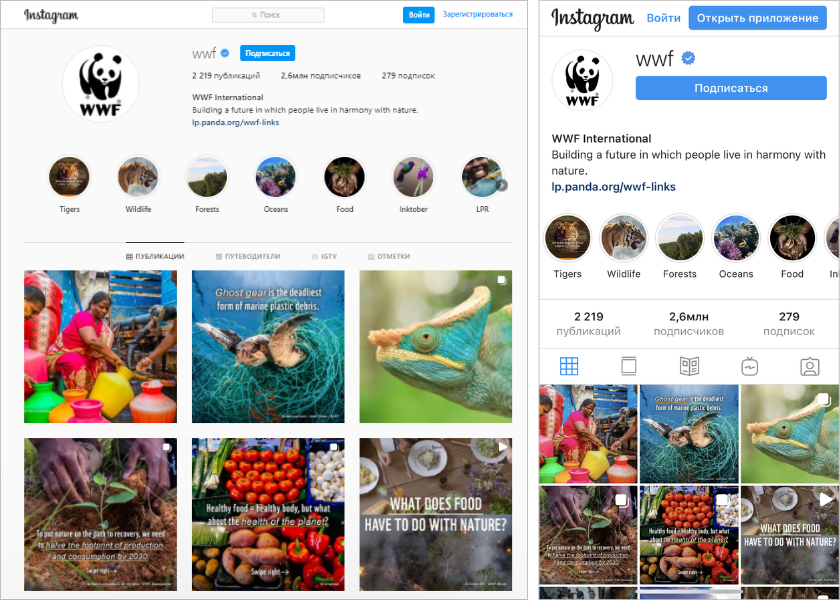 Instagram
Поиск
Войти
Зарегистрироваться
WWF
wwf
Подписаться
2 219 публикаций 2,6млн подписчиков 279 подписок
WWF International
Building a future in which people live in harmony with nature.
lp.panda.org/wwf-links
Tigers Wildlife Forests Oceans Food Inktober LPR
ПУБЛИКАЦИИ ПУТЕВОДИТЕЛИ IGTV ОТМЕТКИ
Ghost gear is the deadliest
form of marine plastic debris.
To put nature on the path to recovery, we need
to halve the footprint of production
and consumption by 2030.
Swipe right
Healthy food = healthy body, but what
about the health of the planet?
Swipe right
WHAT DOES FOOD
HAVE TO DO WITH NATURE?
Instagram
Войти
Открыть приложение
WWF
wwf
Подписаться
WWF International
Building a future in which people live in harmony with
nature.
lp.panda.org/wwf-links
Tigers Wildlife Forests Oceans Food In
2 219 2,6млн 279
публикаций подписчиков подписок
Ghost gear is the deadliest
form of marine plastic debris.
To put nature on the path to recovery, we need
to halve the footprint of production
and consumption by 2030.
Healthy food = healthy body, but what
about the health of the planet?
Swipe right
WHAT DOES FOOD
HAVE TO DO WITH NATURE?